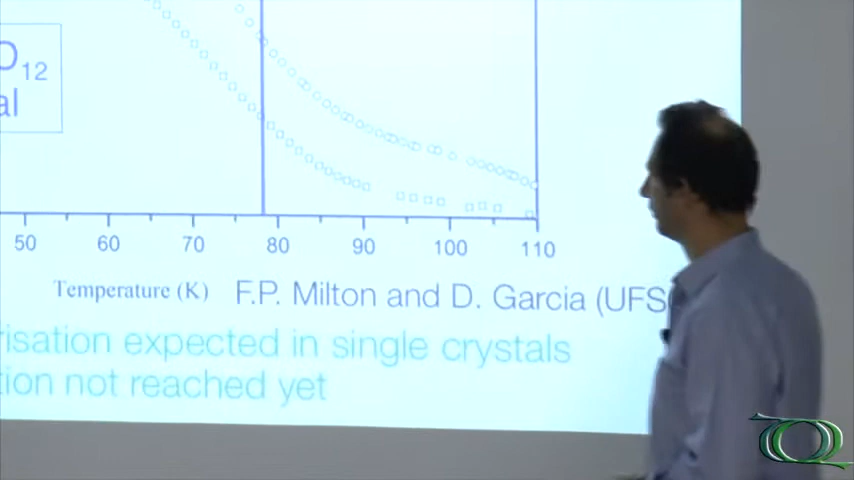 O12
al
50 60 70 80 90 100 110
Temperature (K)
F.P. Milton and D. Garcia (UFS
risation expected in single crystals
tion not reached yet